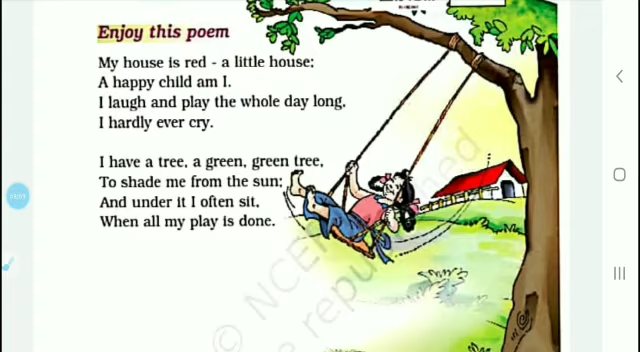 Enjoy this poem
My house is red - a little house;
A happy child am I.
I laugh and play the whole day long,
I hardly ever cry.
I have a tree, a green, green tree,
To shade me from the sun;
And under it I often sit,
When all my play is done.
© NCE